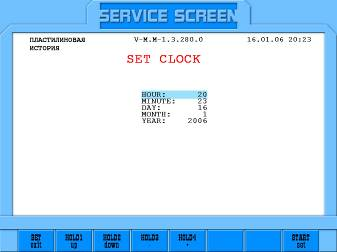 SERVICE SCREEN
ПЛАСТИЛИНОВАЯ ИСТОРИЯ V-M.M-1.3.280.0 16.01.06 20:23
SET CLOCK
HOUR: 20
MINUTE: 23
DAY: 16
MONTH: 1
YEAR: 2006
SET exit HOLD1 up HOLD2 down HOLD3 HOLD4 START set